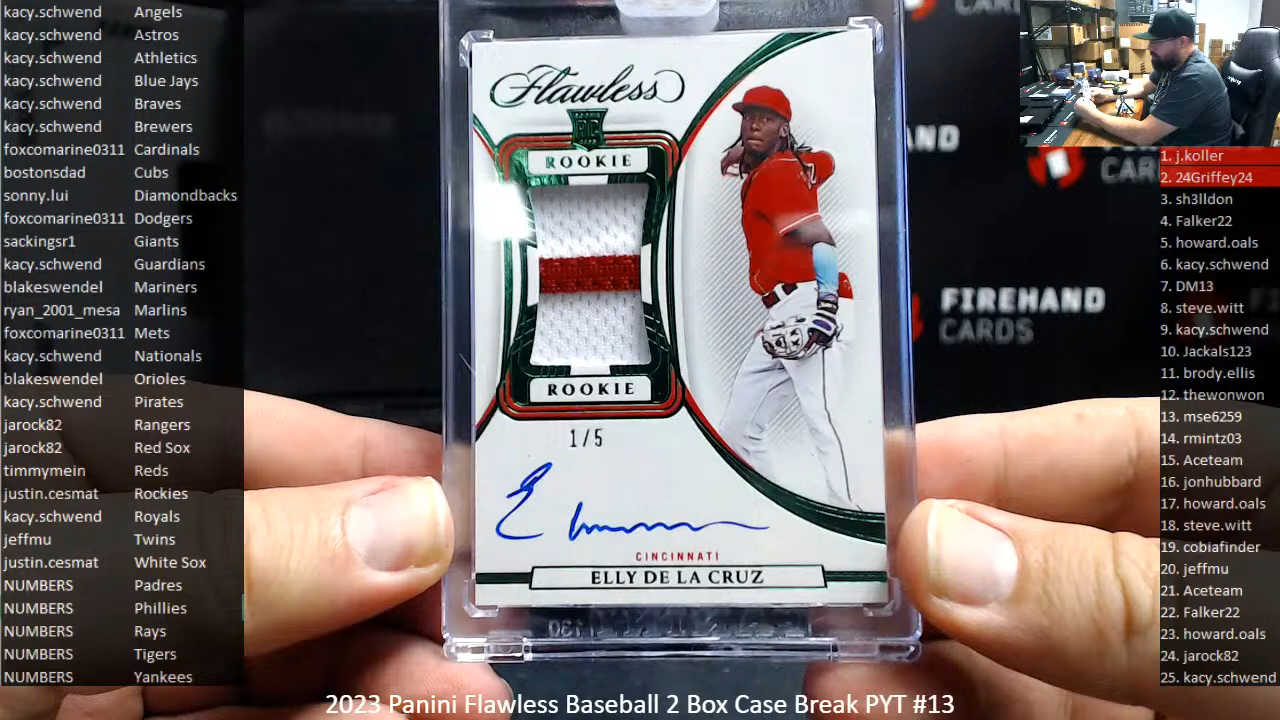 kacy.schwend Angels
kacy.schwend Astros
kacy.schwend Athletics
kacy.schwend Blue Jays
kacy.schwend Braves
kacy.schwend Brewers
foxcomarine0311 Cardinals
bostonsdad Cubs
sonny.lui Diamondbacks
foxcomarine0311 Dodgers
sackingsr1 Giants
kacy.schwend Guardians
blakeswendel Mariners
ryan_2001_mesa Marlins
foxcomarine0311 Mets
kacy.schwend Nationals
blakeswendel Orioles
kacy.schwend Pirates
jarock82 Rangers
jarock82 Red Sox
timmymein Reds
justin.cesmat Rockies
kacy.schwend Royals
jeffmu Twins
justin.cesmat White Sox
NUMBERS Padres
NUMBERS Phillies
NUMBERS Rays
NUMBERS Tigers
NUMBERS Yankees
Flawless
RC
ROOKIE
ROOKIE
1/5
CINCINNATI
ELLY DE LA CRUZ
CARDS
FIREHAND
CARDS
1. j.koller
2. 24Griffey24
3. sh3lldon
4. Falker22
5. howard.oals
6. kacy.schwend
7. DM13
8. steve.witt
9. kacy.schwend
10. Jackals123
11. brody.ellis
12. thewonwon
13. mse6259
14. rmintz03
15. Aceteam
16. jonhubbard
17. howard.oals
18. steve.witt
19. cobiafinder
20. jeffmu
21. Aceteam
22. Falker22
23. howard.oals
24. jarock82
25. kacy.schwend
2023 Panini Flawless Baseball 2 Box Case Break PYT #13